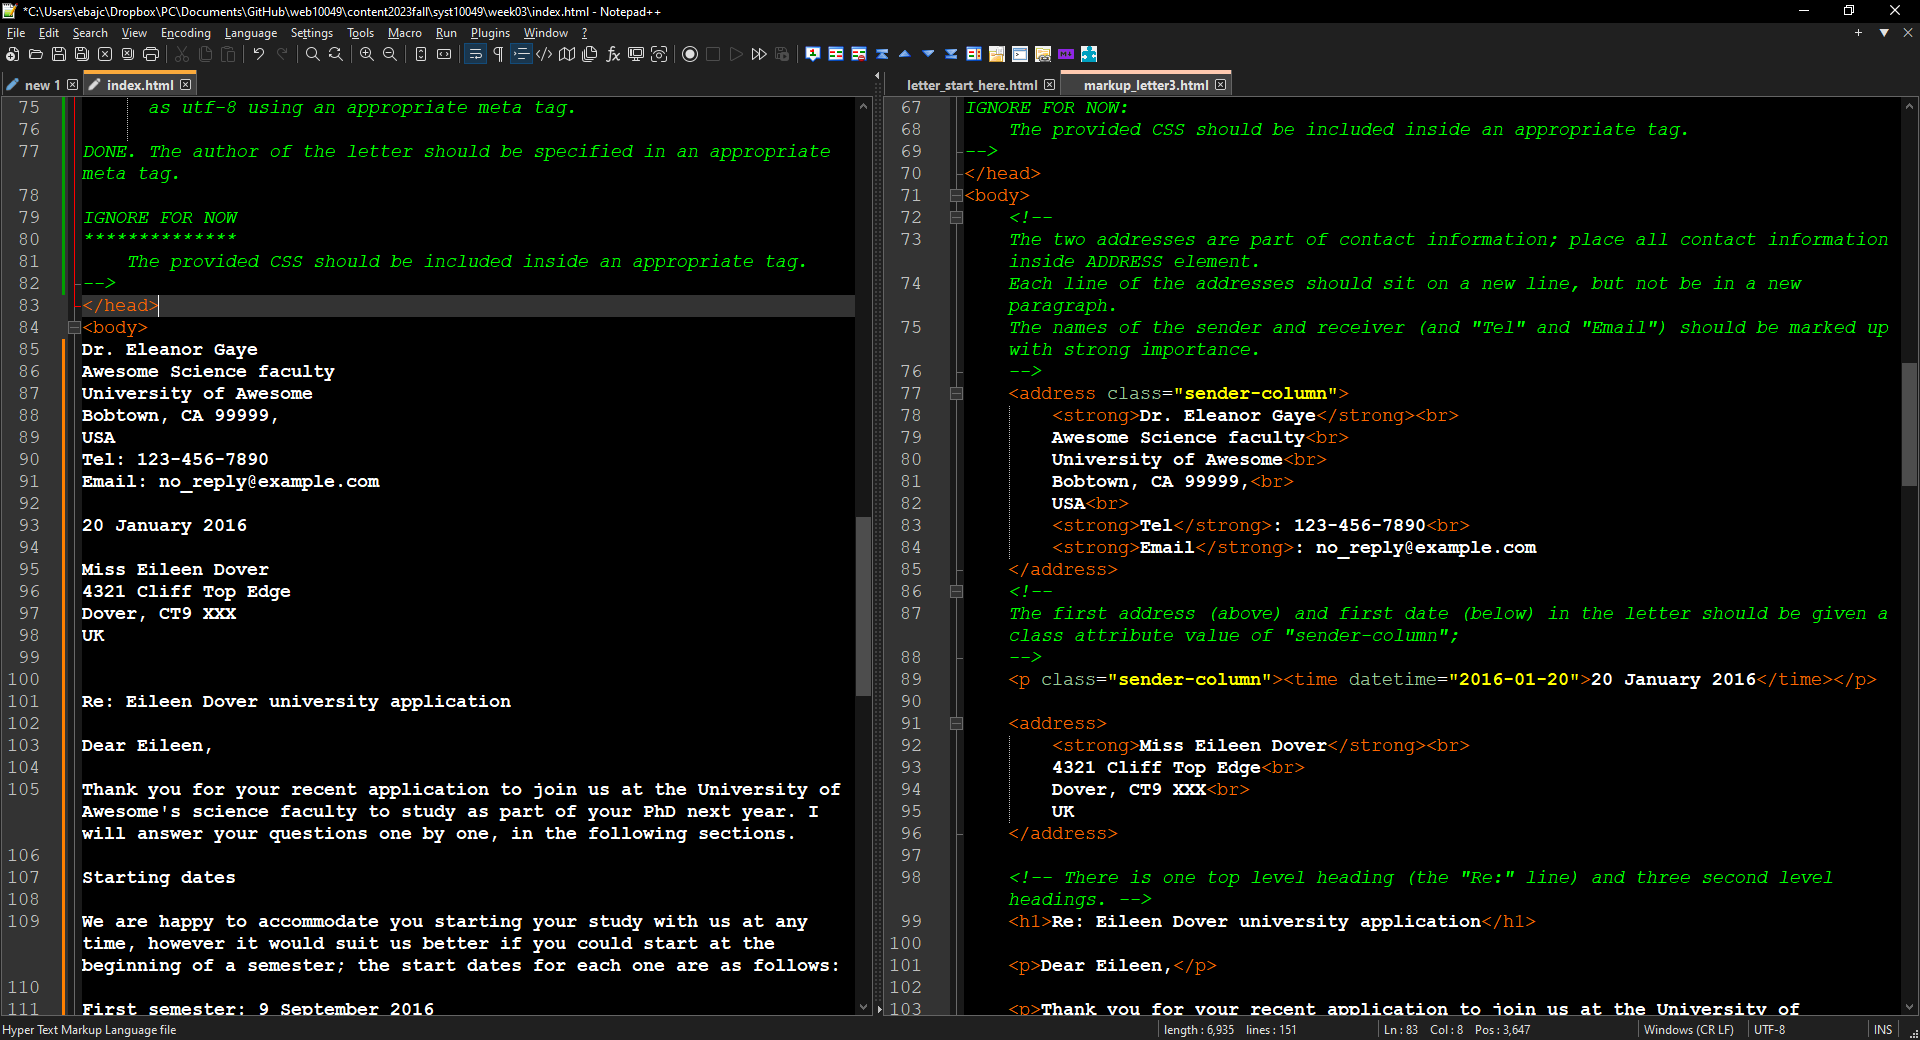 *C:\Users\ebajc\Dropbox\PC\Documents\GitHub\web10049\content2023fall\syst10049\week03\index.html - Notepad++
File Edit Search View Encoding Language Settings Tools Macro Run Plugins Window ?
new 1 index.html
75 as utf-8 using an appropriate meta tag.
76
77 DONE. The author of the letter should be specified in an appropriate
meta tag.
78
79 IGNORE FOR NOW
80 **************
81 The provided CSS should be included inside an appropriate tag.
82 -->
83 </head>
84 <body>
85 Dr. Eleanor Gaye
86 Awesome Science faculty
87 University of Awesome
88 Bobtown, CA 99999,
89 USA
90 Tel: 123-456-7890
91 Email: no_reply@example.com
92
93 20 January 2016
94
95 Miss Eileen Dover
96 4321 Cliff Top Edge
97 Dover, CT9 XXX
98 UK
99
100
101 Re: Eileen Dover university application
102
103 Dear Eileen,
104
105 Thank you for your recent application to join us at the University of
Awesome's science faculty to study as part of your PhD next year. I
will answer your questions one by one, in the following sections.
106
107 Starting dates
108
109 We are happy to accommodate you starting your study with us at any
time, however it would suit us better if you could start at the
beginning of a semester; the start dates for each one are as follows:
110
111 First semester: 9 September 2016
letter_start_here.html markup_letter3.html
67 IGNORE FOR NOW:
68 The provided CSS should be included inside an appropriate tag.
69 -->
70 </head>
71 <body>
72 <!--
73 The two addresses are part of contact information; place all contact information
inside ADDRESS element.
74 Each line of the addresses should sit on a new line, but not be in a new
paragraph.
75 The names of the sender and receiver (and "Tel" and "Email") should be marked up
with strong importance.
76 -->
77 <address class="sender-column">
78 <strong>Dr. Eleanor Gaye</strong><br>
79 Awesome Science faculty<br>
80 University of Awesome<br>
81 Bobtown, CA 99999,<br>
82 USA<br>
83 <strong>Tel</strong>: 123-456-7890<br>
84 <strong>Email</strong>: no_reply@example.com
85 </address>
86 <!--
87 The first address (above) and first date (below) in the letter should be given a
class attribute value of "sender-column";
88 -->
89 <p class="sender-column"><time datetime="2016-01-20">20 January 2016</time></p>
90
91 <address>
92 <strong>Miss Eileen Dover</strong><br>
93 4321 Cliff Top Edge<br>
94 Dover, CT9 XXX<br>
95 UK
96 </address>
97
98 <!-- There is one top level heading (the "Re:" line) and three second level
headings. -->
99 <h1>Re: Eileen Dover university application</h1>
100
101 <p>Dear Eileen,</p>
102
103 <p>Thank you for your recent application to join us at the University of
Hyper Text Markup Language file length : 6,935 lines : 151 Ln : 83 Col : 8 Pos : 3,647 Windows (CR LF) UTF-8 INS